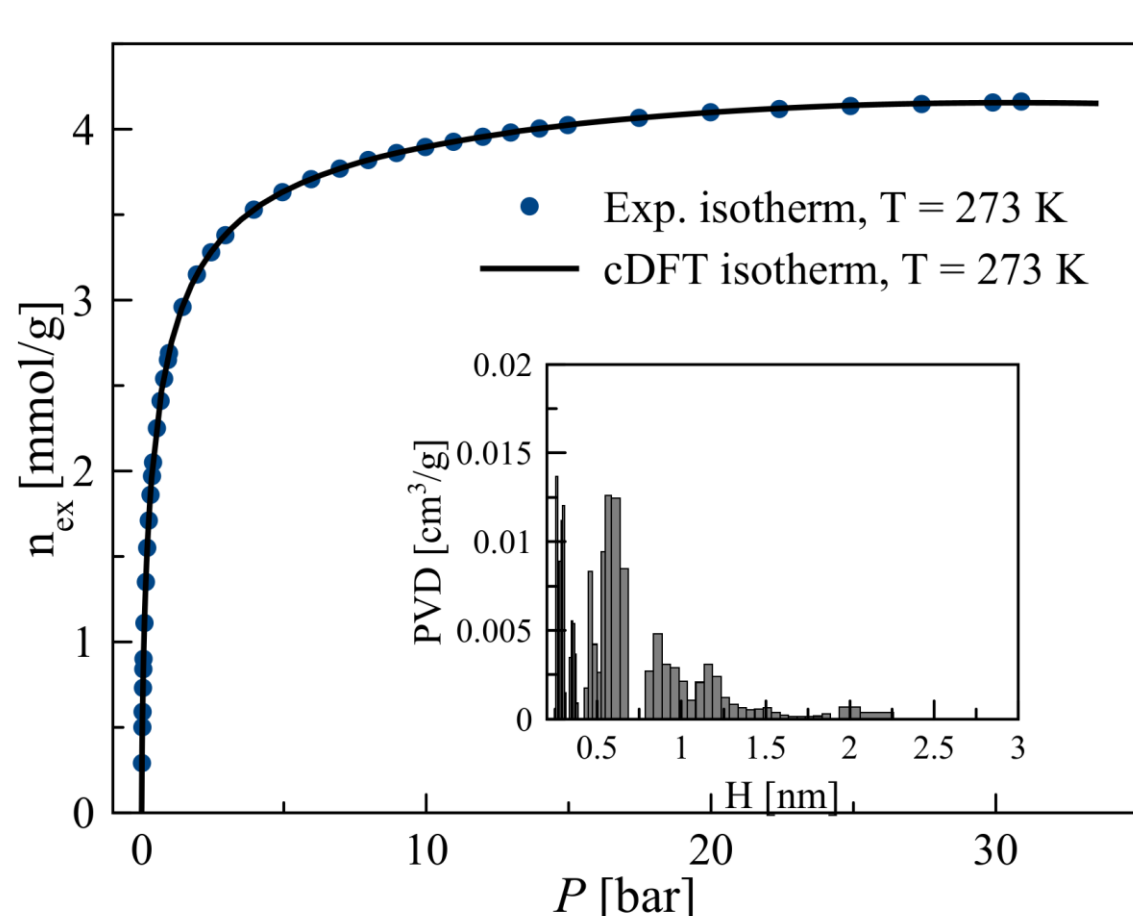 4
3
2
1
0
n_ex [mmol/g]
Exp. isotherm, T = 273 K
cDFT isotherm, T = 273 K
0.02
0.015
0.01
0.005
0
PVD [cm³/g]
0.5 1 1.5 2 2.5 3
H [nm]
0 10 20 30
P [bar]